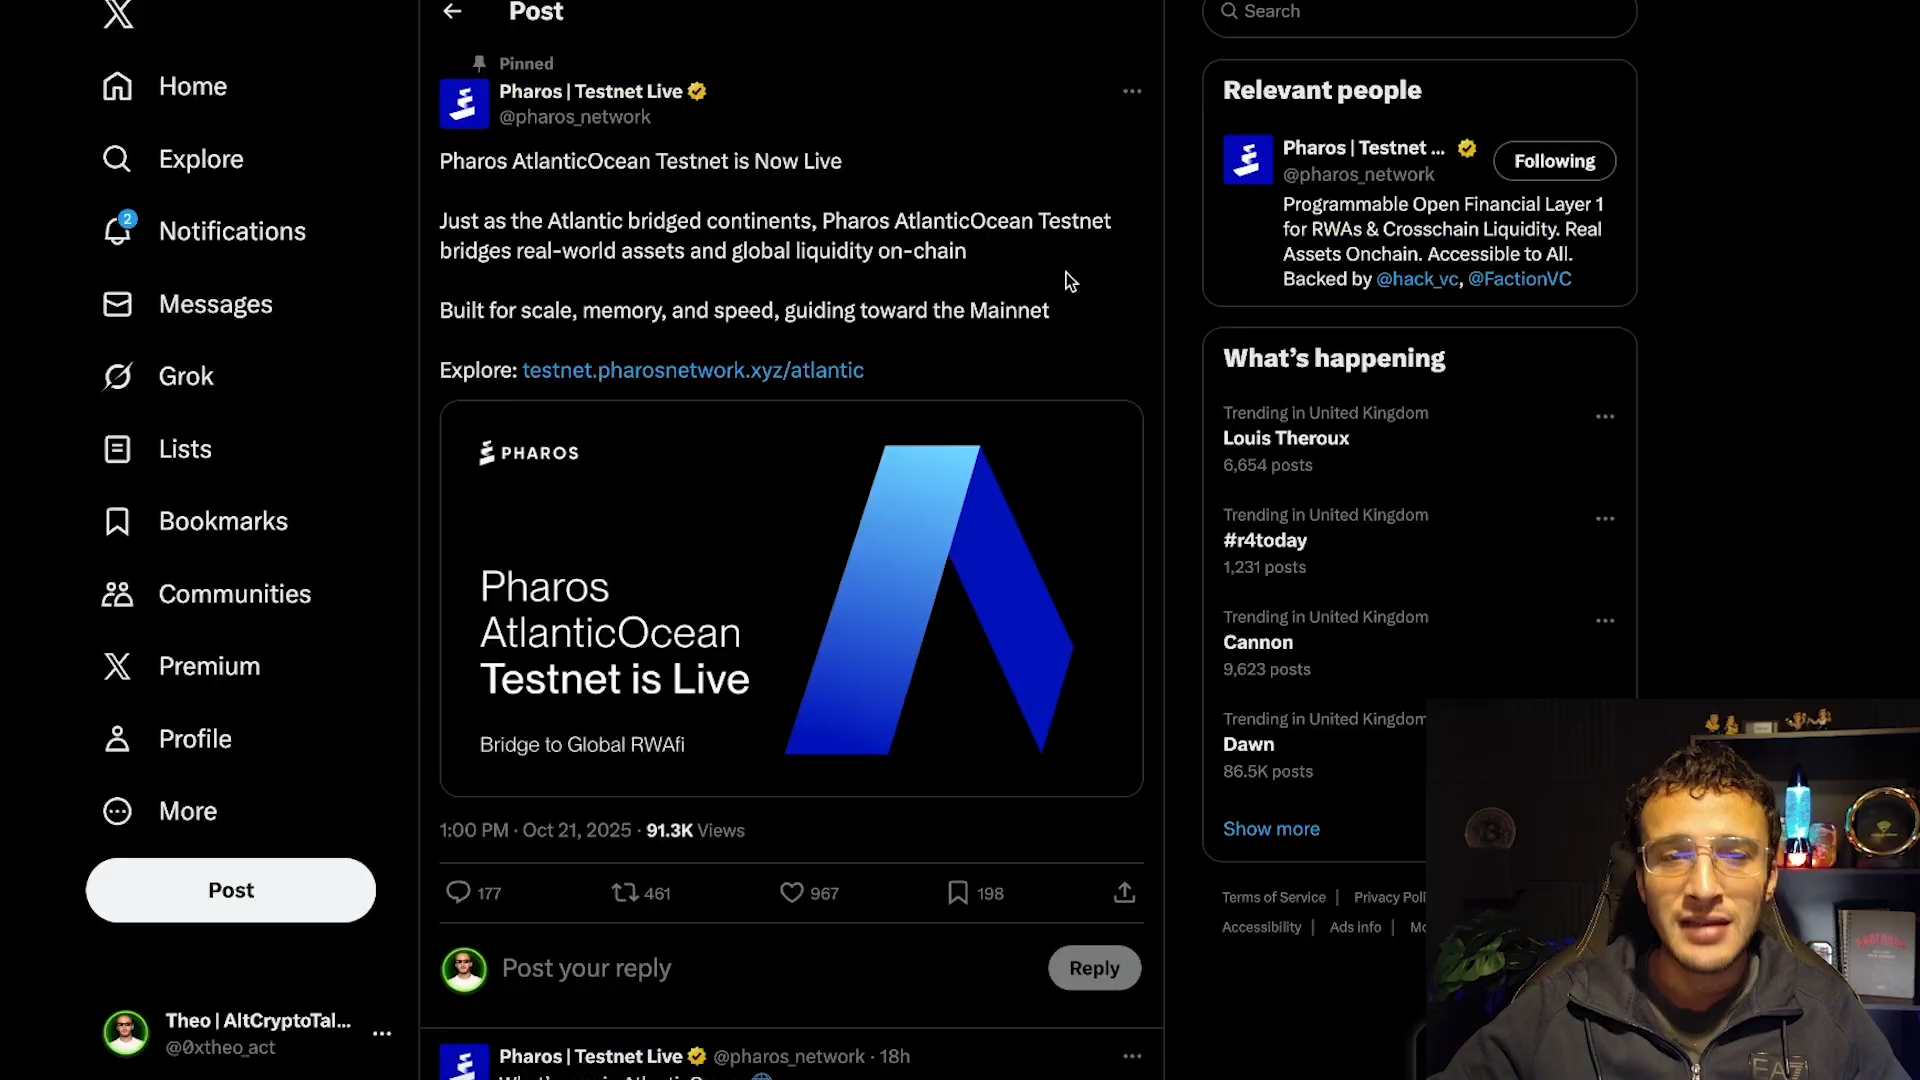 Home
Explore
2
Notifications
Messages
Grok
Lists
Bookmarks
Communities
Premium
Profile
More
Post
Theo | AltCryptoTal...
@0xtheo_act
Post
Pinned
Pharos | Testnet Live
@pharos_network
Pharos AtlanticOcean Testnet is Now Live
Just as the Atlantic bridged continents, Pharos AtlanticOcean Testnet
bridges real-world assets and global liquidity on-chain
Built for scale, memory, and speed, guiding toward the Mainnet
Explore: testnet.pharosnetwork.xyz/atlantic
PHAROS
Pharos
AtlanticOcean
Testnet is Live
Bridge to Global RWAfi
1:00 PM · Oct 21, 2025 · 91.3K Views
177 461 967 198
Post your reply
Reply
Pharos | Testnet Live @pharos_network · 18h
Search
Relevant people
Pharos | Testnet ...
@pharos_network
Following
Programmable Open Financial Layer 1
for RWAs & Crosschain Liquidity. Real
Assets Onchain. Accessible to All.
Backed by @hack_vc, @FactionVC
What's happening
Trending in United Kingdom
Louis Theroux
6,654 posts
Trending in United Kingdom
#r4today
1,231 posts
Trending in United Kingdom
Cannon
9,623 posts
Trending in United Kingdom
Dawn
86.5K posts
Show more
Terms of Service | Privacy Poli
Accessibility | Ads info | Mo
EA7